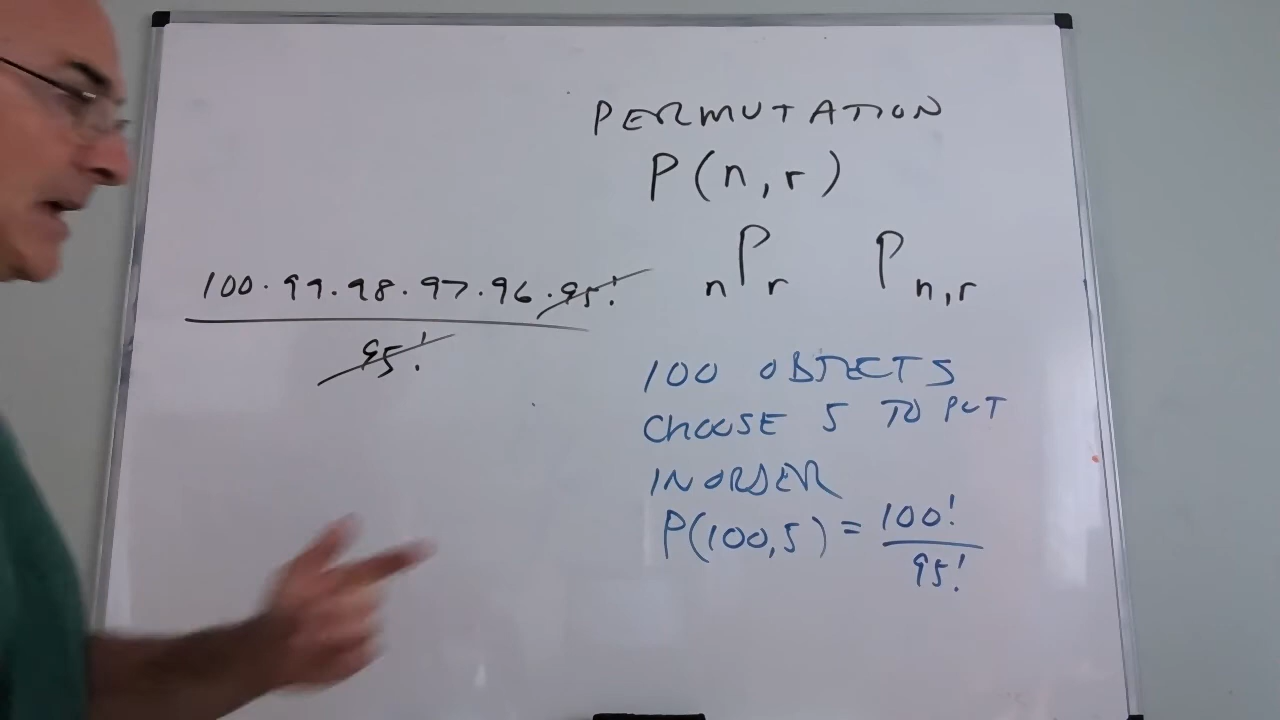 PERMUTATION
P(n,r)
nPr Pn,r
100·99·98·97·96·95!
95!
100 OBJECTS
CHOOSE 5 TO PUT
IN ORDER
P(100,5) = 100!
95!